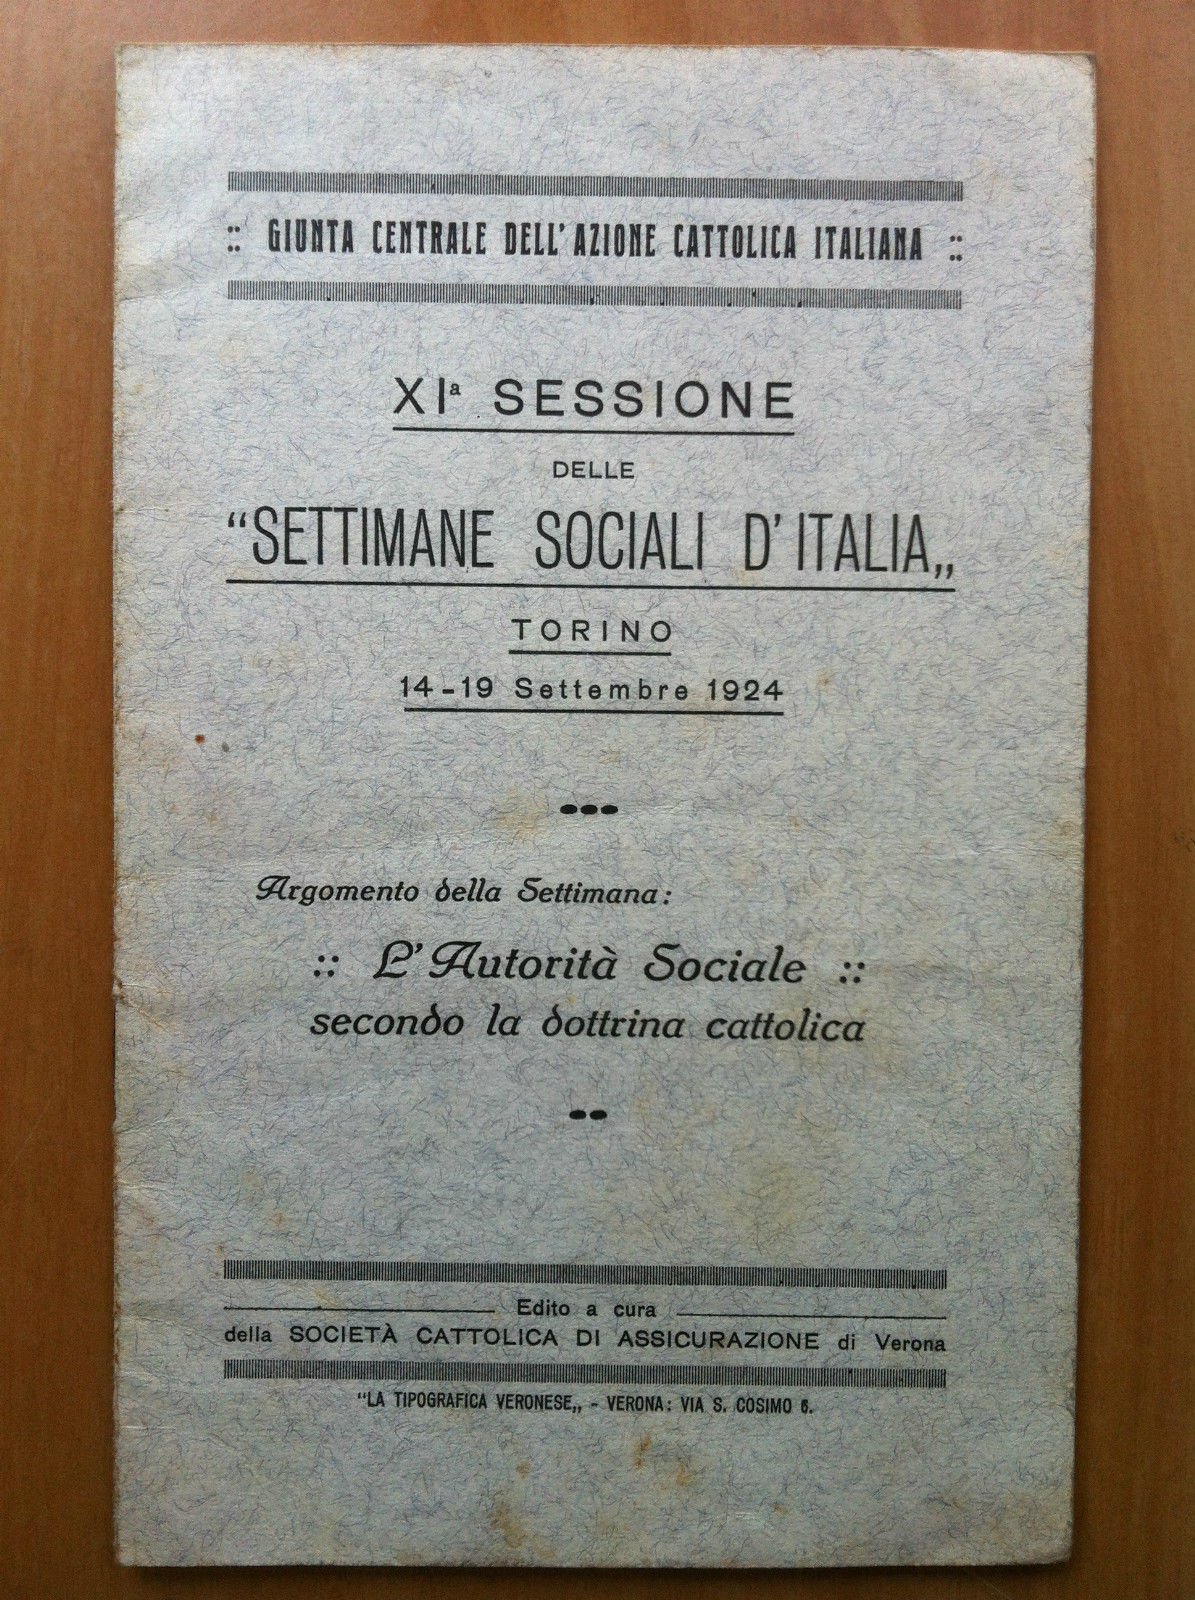 :: GIUNTA CENTRALE DELL'AZIONE CATTOLICA ITALIANA ::
XIª SESSIONE
DELLE
“SETTIMANE SOCIALI D'ITALIA„
TORINO
14-19 Settembre 1924
Argomento della Settimana:
:: L'Autorità Sociale ::
secondo la dottrina cattolica
Edito a cura
della SOCIETÀ CATTOLICA DI ASSICURAZIONE di Verona
“LA TIPOGRAFICA VERONESE„ - VERONA: VIA S. COSIMO 6.